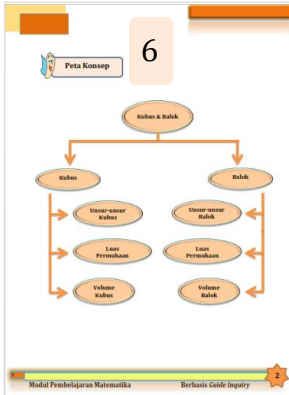 6
Peta Konsep
Kubus & Balok
Kubus
Balok
Unsur-unsur
Kubus
Unsur-unsur
Balok
Luas
Permukaan
Luas
Permukaan
Volume
Kubus
Volume
Balok
2
Modul Pembelajaran Matematika
Berbasis Guide Inquiry